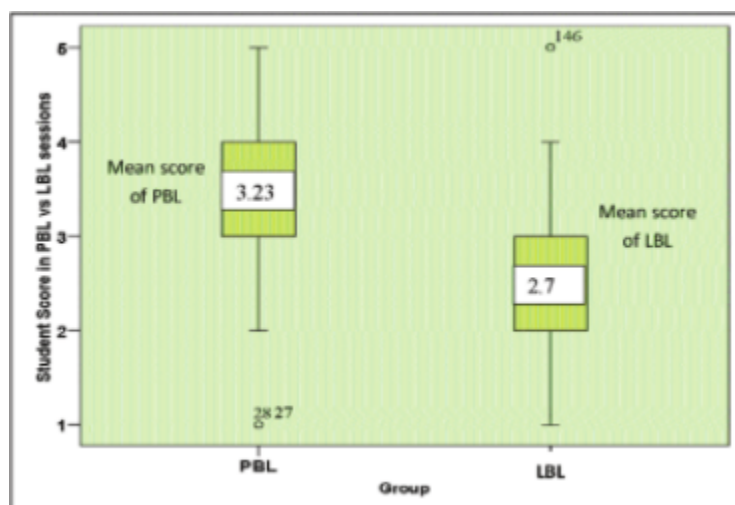 Student Score in PBL vs LBL sessions
5
4
3
2
1
Mean score
of PBL
3.23
28 27
146
Mean score
of LBL
2.7
PBL
LBL
Group